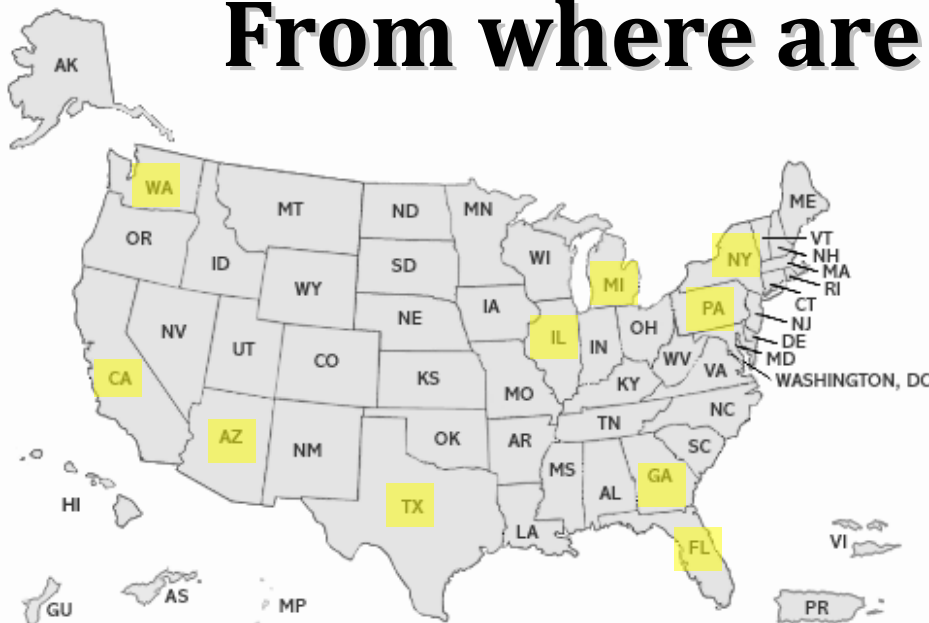 From where are
AK
WA
MT
ND
MN
ME
OR
ID
SD
WI
VT
NH
MA
RI
CT
NJ
DE
MD
WASHINGTON, DC
NY
MI
WY
IA
NE
PA
NV
UT
IL
IN
OH
CO
WV
VA
CA
KS
MO
KY
NC
AZ
NM
OK
AR
TN
SC
MS
AL
GA
TX
LA
FL
HI
VI
GU
AS
MP
PR